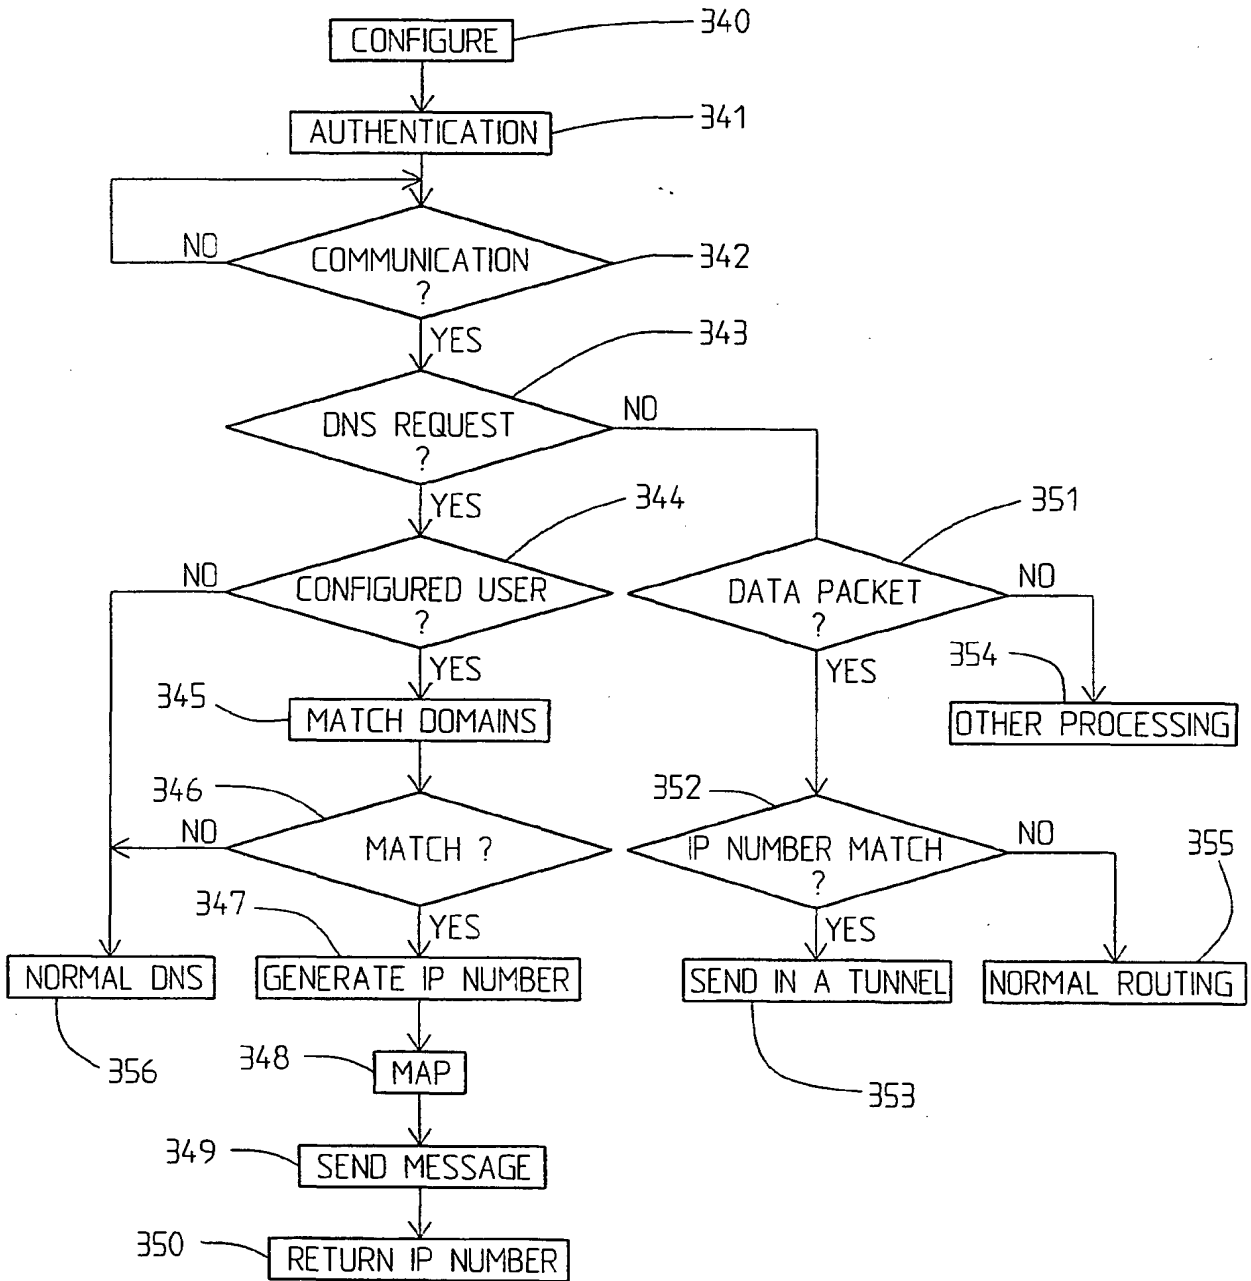 340
CONFIGURE
341
AUTHENTICATION
NO
COMMUNICATION
?
342
YES
343
DNS REQUEST
?
NO
YES
344
351
NO
CONFIGURED USER
?
DATA PACKET
?
NO
YES
YES
345
MATCH DOMAINS
354
OTHER PROCESSING
346
352
NO
MATCH ?
IP NUMBER MATCH
?
NO
355
347
YES
YES
NORMAL DNS
GENERATE IP NUMBER
SEND IN A TUNNEL
NORMAL ROUTING
356
348
MAP
353
349
SEND MESSAGE
350
RETURN IP NUMBER